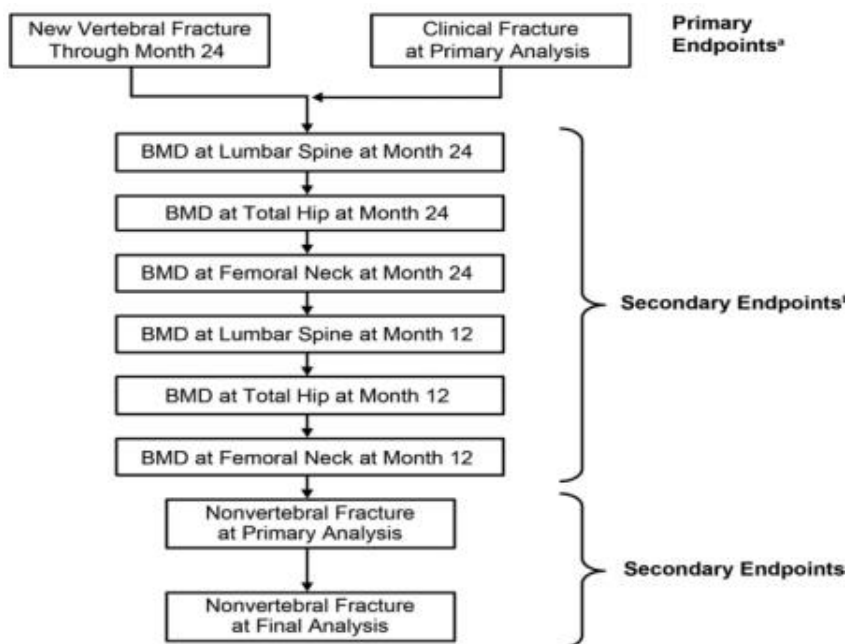 New Vertebral Fracture
Through Month 24
Clinical Fracture
at Primary Analysis
Primary
Endpointsᵃ
BMD at Lumbar Spine at Month 24
BMD at Total Hip at Month 24
BMD at Femoral Neck at Month 24
BMD at Lumbar Spine at Month 12
BMD at Total Hip at Month 12
BMD at Femoral Neck at Month 12
Secondary Endpoints
Nonvertebral Fracture
at Primary Analysis
Nonvertebral Fracture
at Final Analysis
Secondary Endpoints